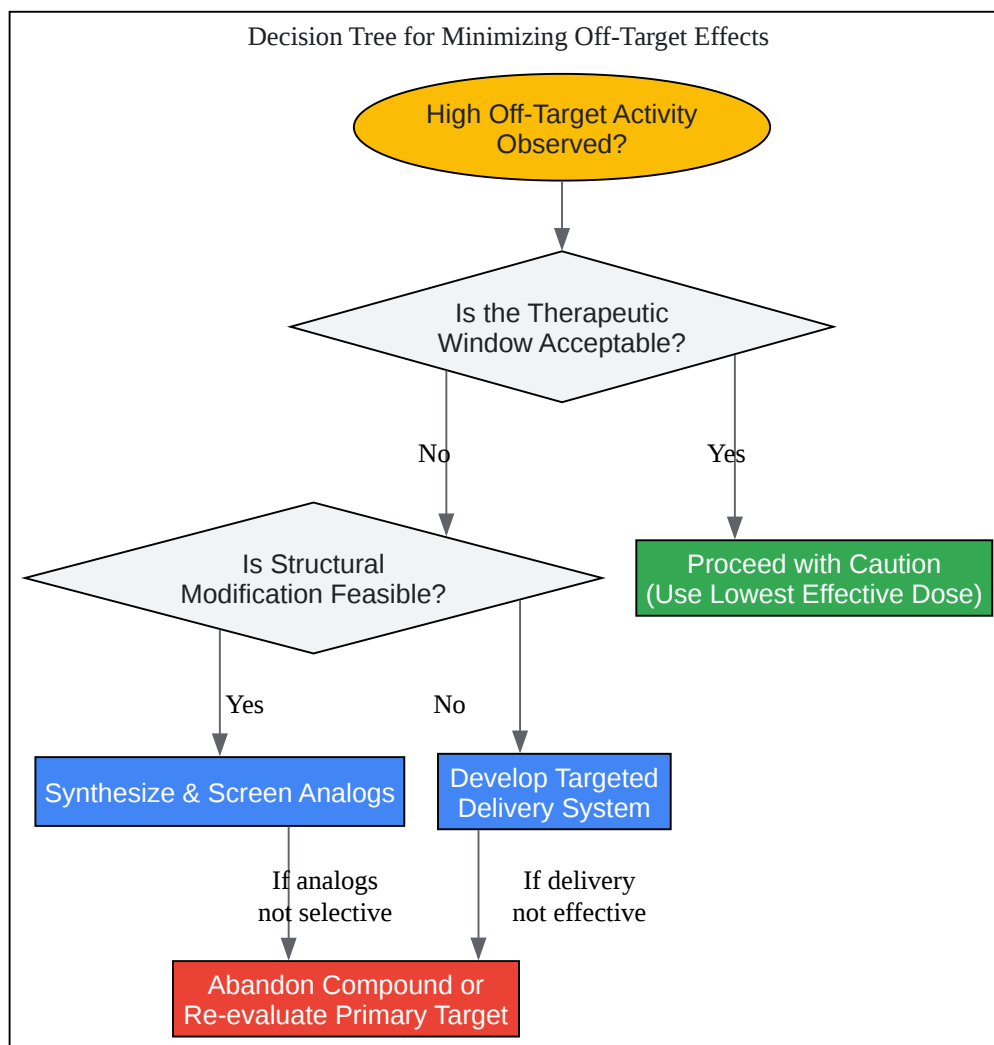 Decision Tree for Minimizing Off-Target Effects
High Off-Target Activity
Observed?
Is the Therapeutic
Window Acceptable?
No
Yes
Is Structural
Modification Feasible?
Proceed with Caution
(Use Lowest Effective Dose)
Yes
No
Synthesize & Screen Analogs
Develop Targeted
Delivery System
If analogs
not selective
If delivery
not effective
Abandon Compound or
Re-evaluate Primary Target